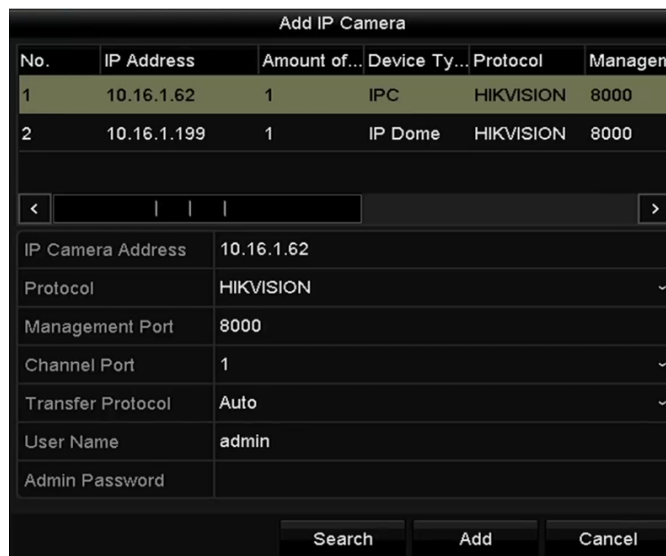 Add IP Camera
No. IP Address Amount of... Device Ty... Protocol Managen
1 10.16.1.62 1 IPC HIKVISION 8000
2 10.16.1.199 1 IP Dome HIKVISION 8000
IP Camera Address 10.16.1.62
Protocol HIKVISION
Management Port 8000
Channel Port 1
Transfer Protocol Auto
User Name admin
Admin Password
Search Add Cancel